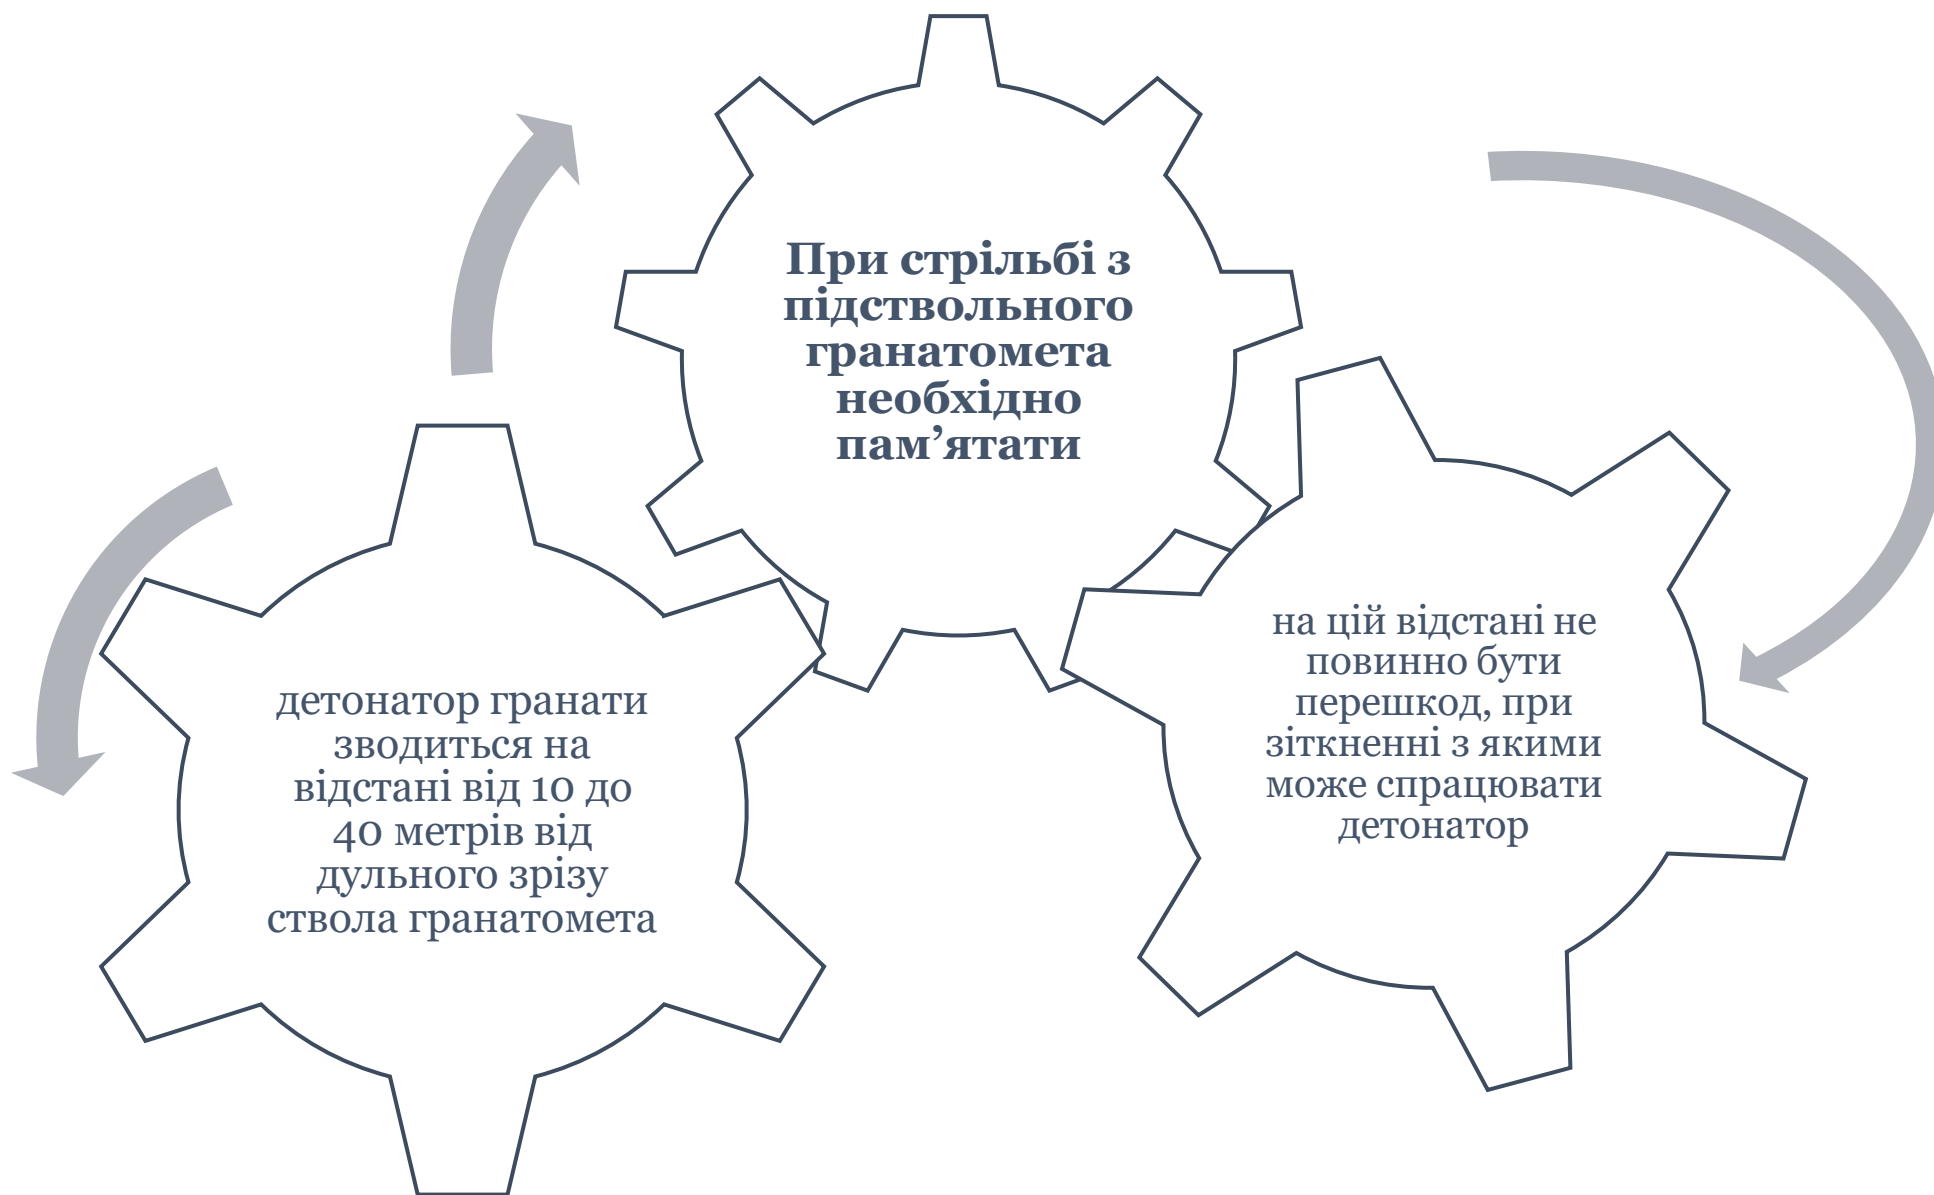 При стрільбі з
підствольного
гранатомета
необхідно
пам’ятати
детонатор гранати
зводиться на
відстані від 10 до
40 метрів від
дульного зрізу
ствола гранатомета
на цій відстані не
повинно бути
перешкод, при
зіткненні з якими
може спрацювати
детонатор